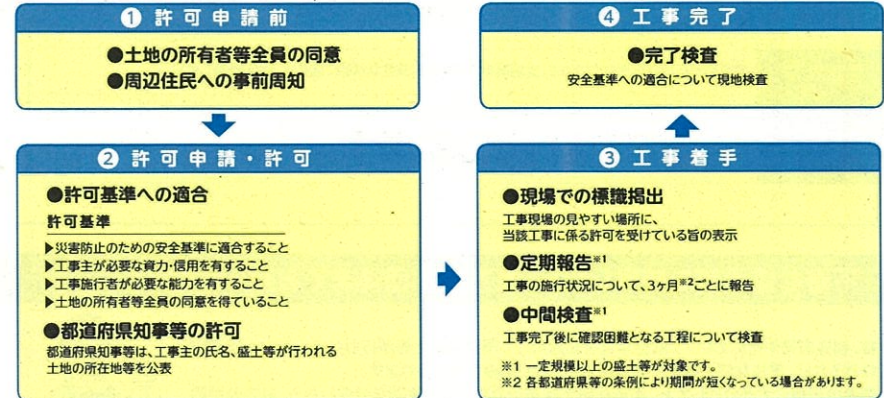 ❶ 許可申請前
●土地の所有者等全員の同意
●周辺住民への事前周知
❷ 許可申請・許可
●許可基準への適合
許可基準
▶災害防止のための安全基準に適合すること
▶工事主が必要な資力・信用を有すること
▶工事施行者が必要な能力を有すること
▶土地の所有者等全員の同意を得ていること
●都道府県知事等の許可
都道府県知事等は、工事主の氏名、盛土等が行われる
土地の所在地等を公表
❸ 工事着手
●現場での標識掲出
工事現場の見やすい場所に、
当該工事に係る許可を受けている旨の表示
●定期報告※1
工事の施行状況について、3ヶ月※2ごとに報告
●中間検査※1
工事完了後に確認困難となる工程について検査
※1 一定規模以上の盛土等が対象です。
※2 各都道府県等の条例により期間が短くなっている場合があります。
❹ 工事完了
●完了検査
安全基準への適合について現地検査